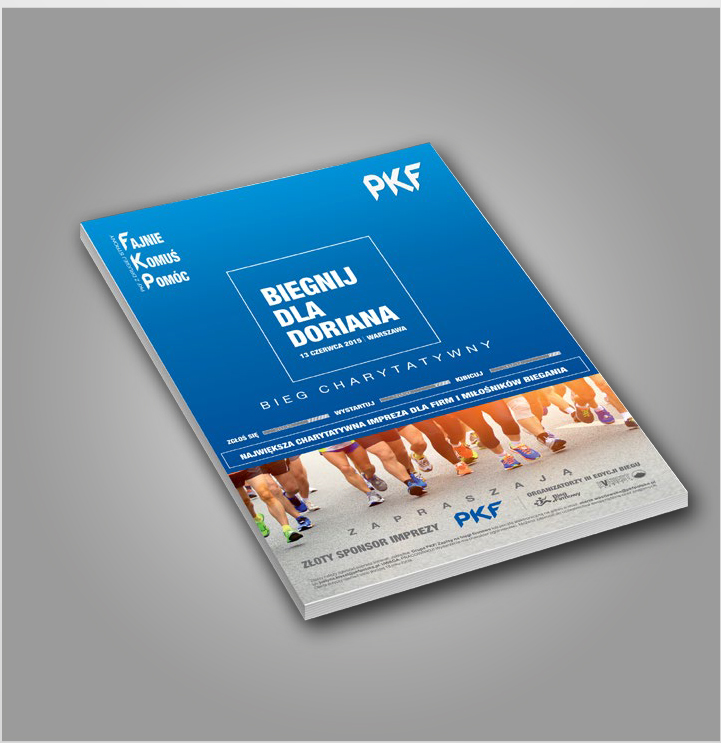 PKF
FAJNIE
KOMUŚ
POMÓC
BIEGNIJ
DLA
DORIANA
13 CZERWCA 2015 WARSZAWA
BIEG CHARYTATYWNY
ZGŁOŚ SIĘ WYSTARTUJ KIBICUJ
NAJWIĘKSZA CHARYTATYWNA IMPREZA DLA FIRM I MIŁOŚNIKÓW BIEGANIA
ZAPRASZAJĄ
ZŁOTY SPONSOR IMPREZY PKF
ORGANIZATORZY III EDYCJI BIEGU